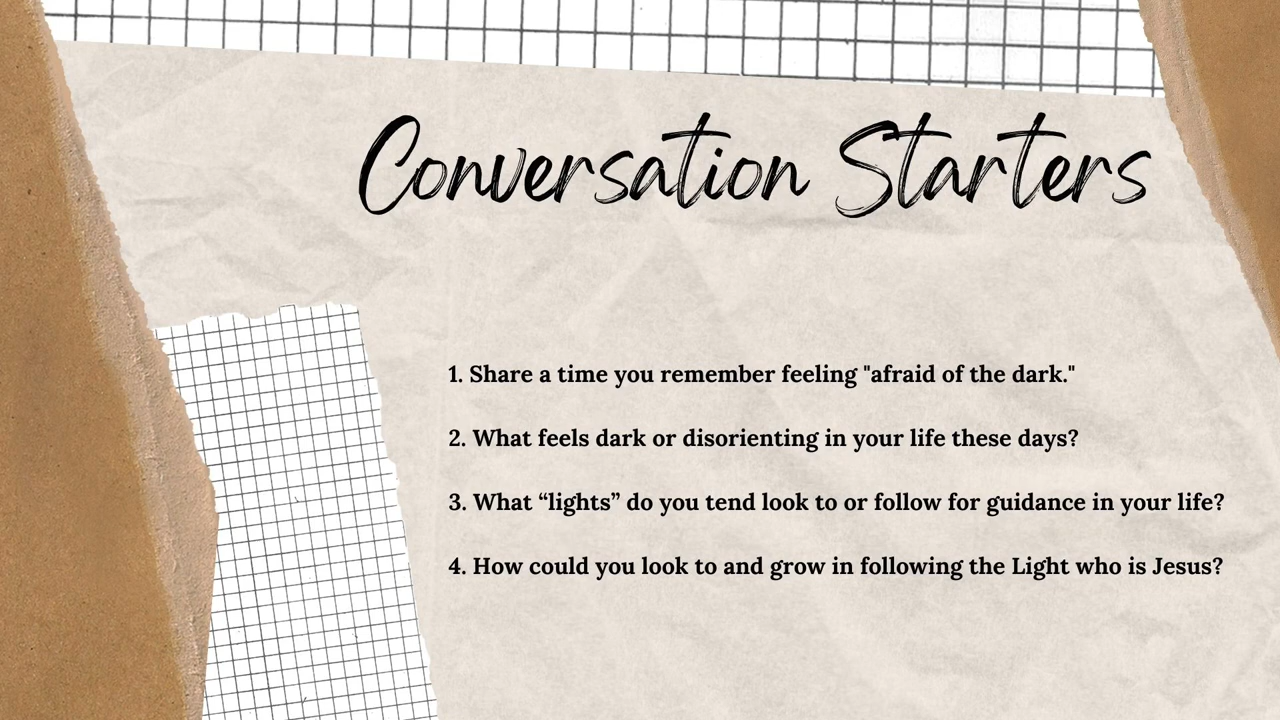 Conversation Starters
1. Share a time you remember feeling "afraid of the dark."
2. What feels dark or disorienting in your life these days?
3. What “lights” do you tend look to or follow for guidance in your life?
4. How could you look to and grow in following the Light who is Jesus?